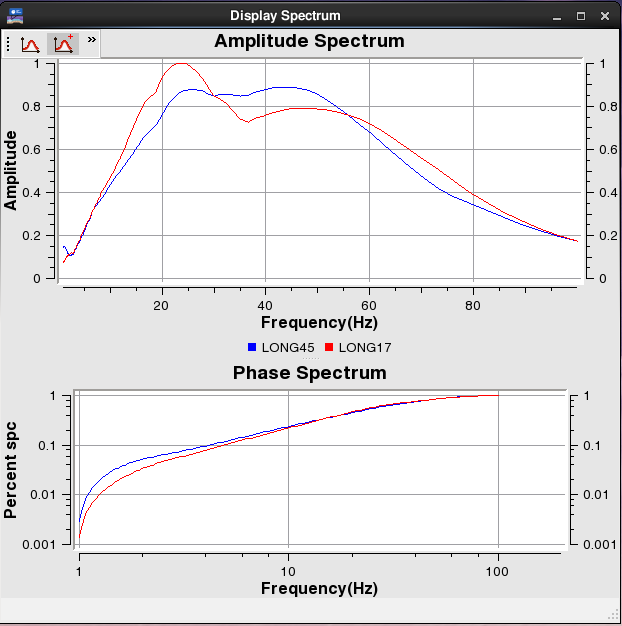 Display Spectrum
»
Amplitude Spectrum
1 1
0.8 0.8
0.6 0.6
0.4 0.4
0.2 0.2
0 0
Amplitude
20 40 60 80
Frequency(Hz)
LONG45 LONG17
Phase Spectrum
1 1
0.1 0.1
0.01 0.01
0.001 0.001
Percent spc
1 10 100
Frequency(Hz)